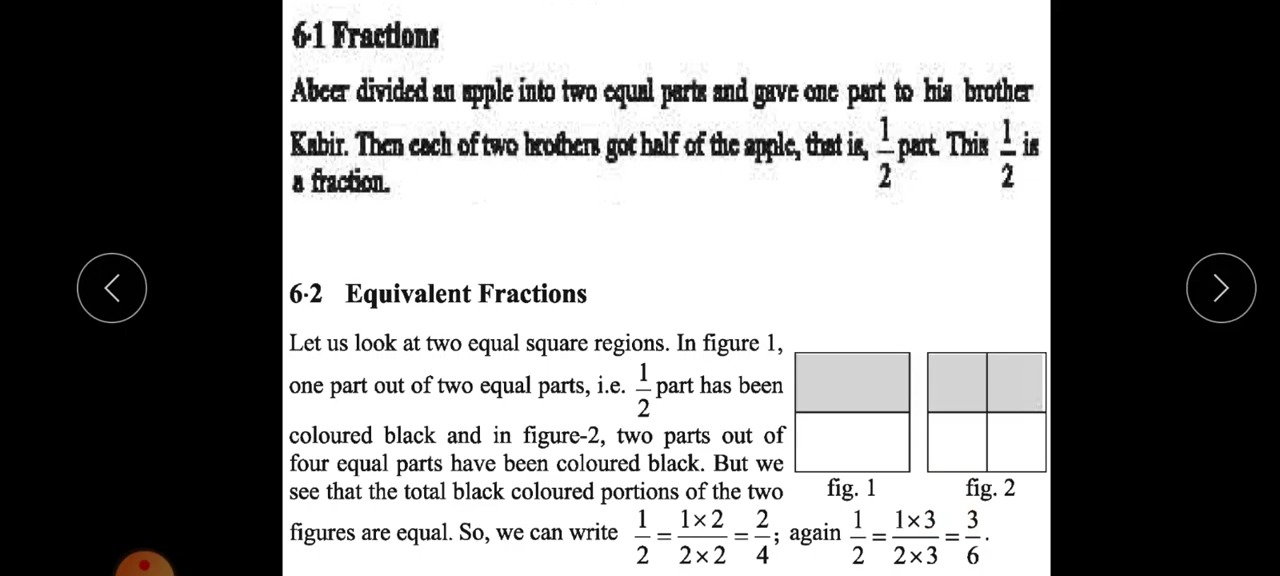 6·1 Fractions
Abeer divided an apple into two equal parts and gave one part to his brother
Kabir. Then each of two brothers got half of the apple, that is, 1/2 part. This 1/2 is
a fraction.
6·2 Equivalent Fractions
Let us look at two equal square regions. In figure 1,
one part out of two equal parts, i.e. 1/2 part has been
coloured black and in figure-2, two parts out of
four equal parts have been coloured black. But we
see that the total black coloured portions of the two
fig. 1 fig. 2
figures are equal. So, we can write 1/2 = 1×2/2×2 = 2/4; again 1/2 = 1×3/2×3 = 3/6.